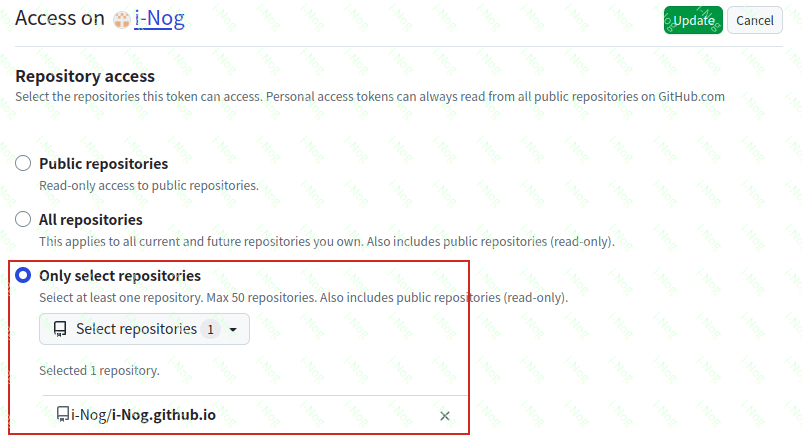 Access on i-Nog
Update
Cancel
Repository access
Select the repositories this token can access. Personal access tokens can always read from all public repositories on GitHub.com
Public repositories
Read-only access to public repositories.
All repositories
This applies to all current and future repositories you own. Also includes public repositories (read-only).
Only select repositories
Select at least one repository. Max 50 repositories. Also includes public repositories (read-only).
Select repositories 1
Selected 1 repository.
i-Nog/i-Nog.github.io